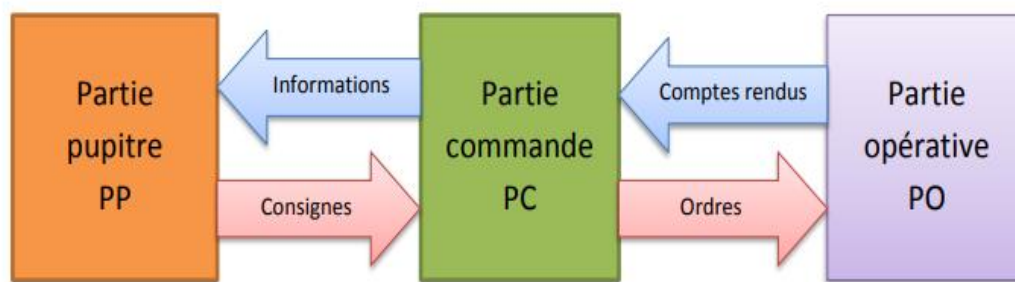 Partie
pupitre
PP
Informations
Consignes
Partie
commande
PC
Comptes rendus
Ordres
Partie
opérative
PO